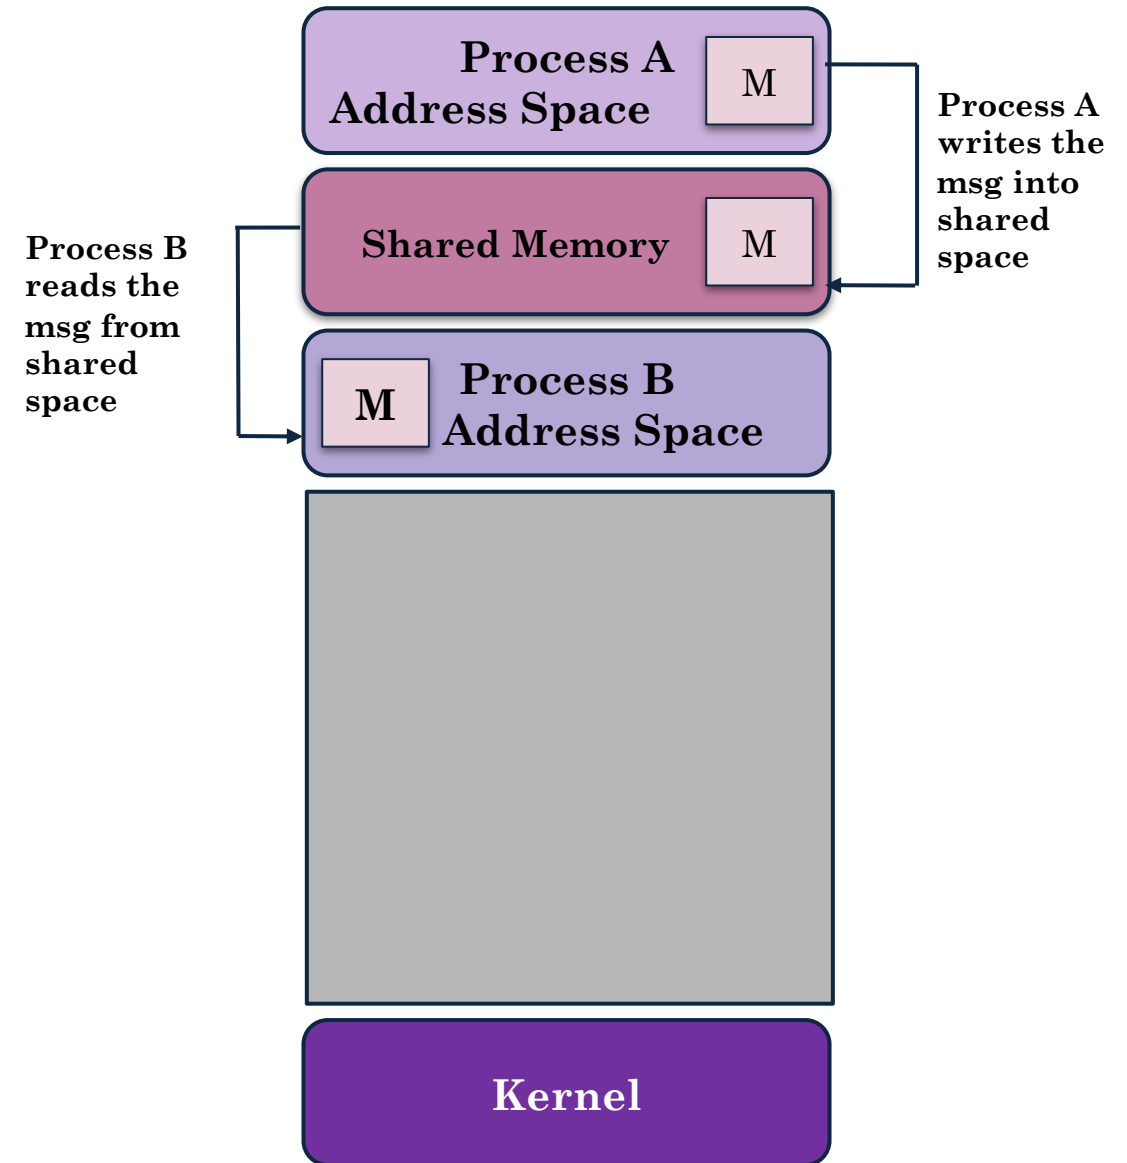 Process A
Address Space
M
Process A
writes the
msg into
shared
space
Shared Memory
M
Process B
reads the
msg from
shared
space
M
Process B
Address Space
Kernel